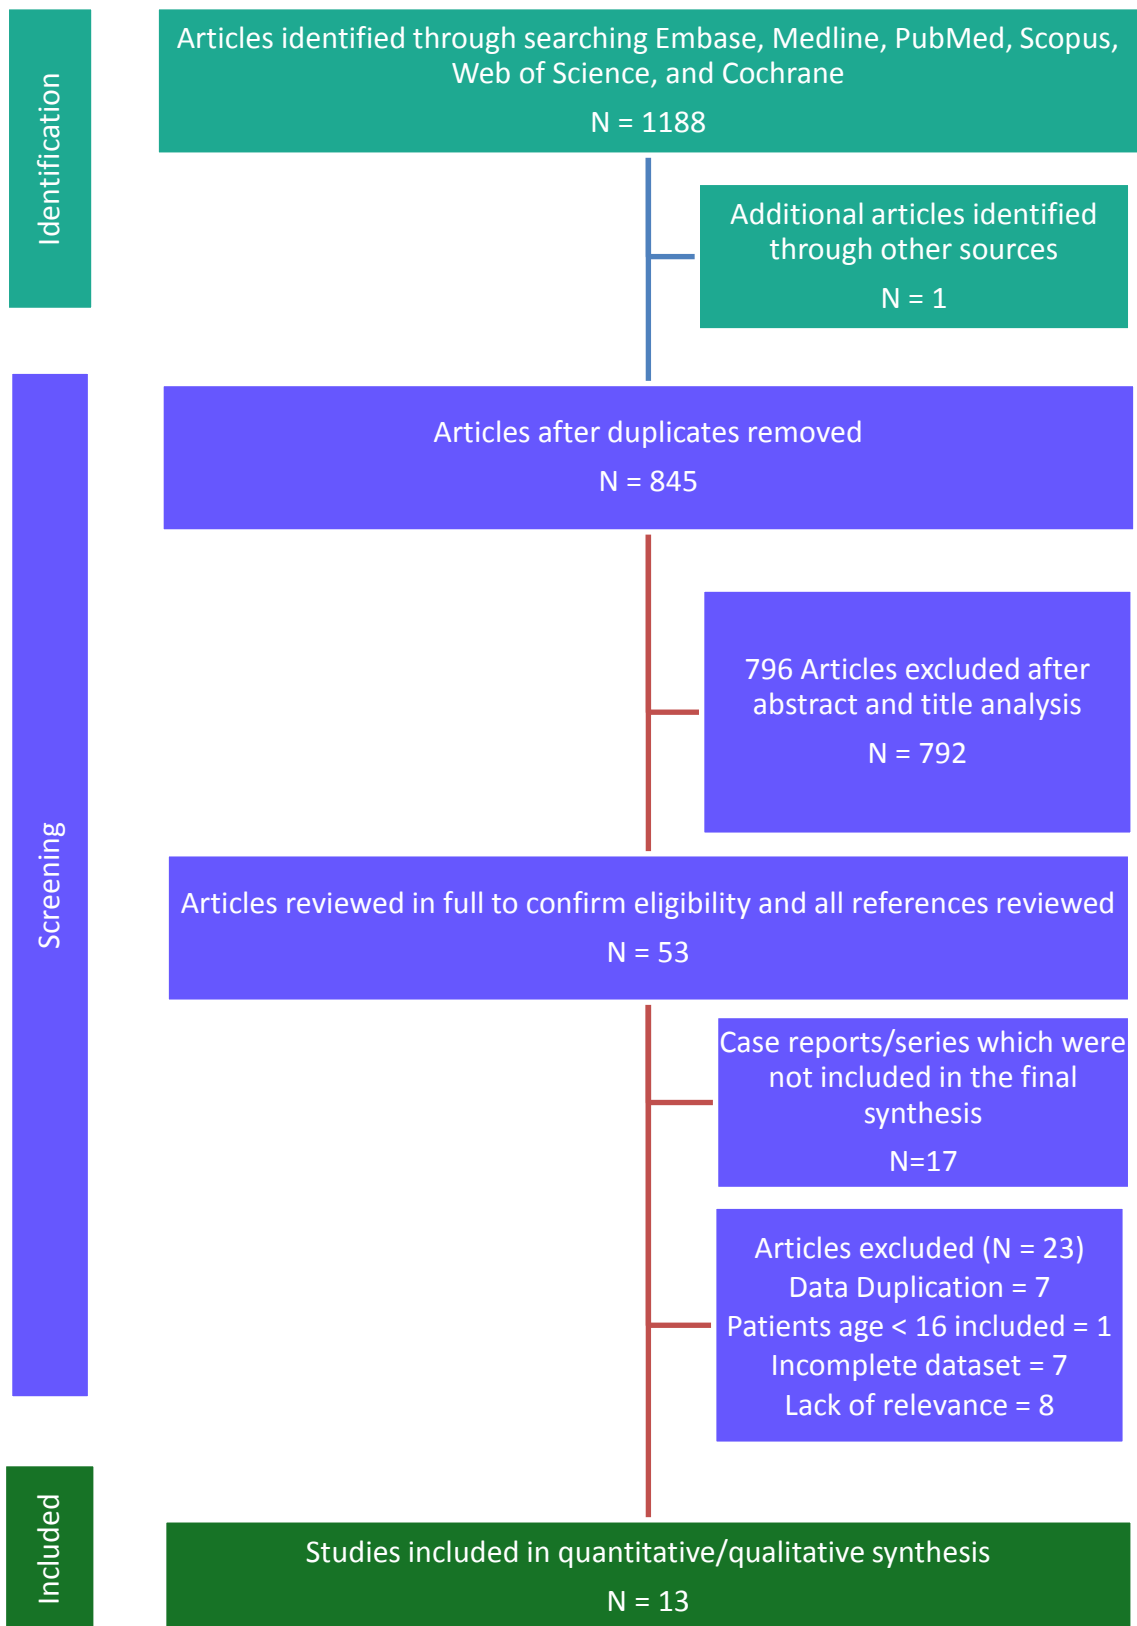 Identification
Articles identified through searching Embase, Medline, PubMed, Scopus,
Web of Science, and Cochrane
N = 1188
Additional articles identified
through other sources
N = 1
Screening
Articles after duplicates removed
N = 845
796 Articles excluded after
abstract and title analysis
N = 792
Articles reviewed in full to confirm eligibility and all references reviewed
N = 53
Case reports/series which were
not included in the final
synthesis
N=17
Articles excluded (N = 23)
Data Duplication = 7
Patients age < 16 included = 1
Incomplete dataset = 7
Lack of relevance = 8
Included
Studies included in quantitative/qualitative synthesis
N = 13